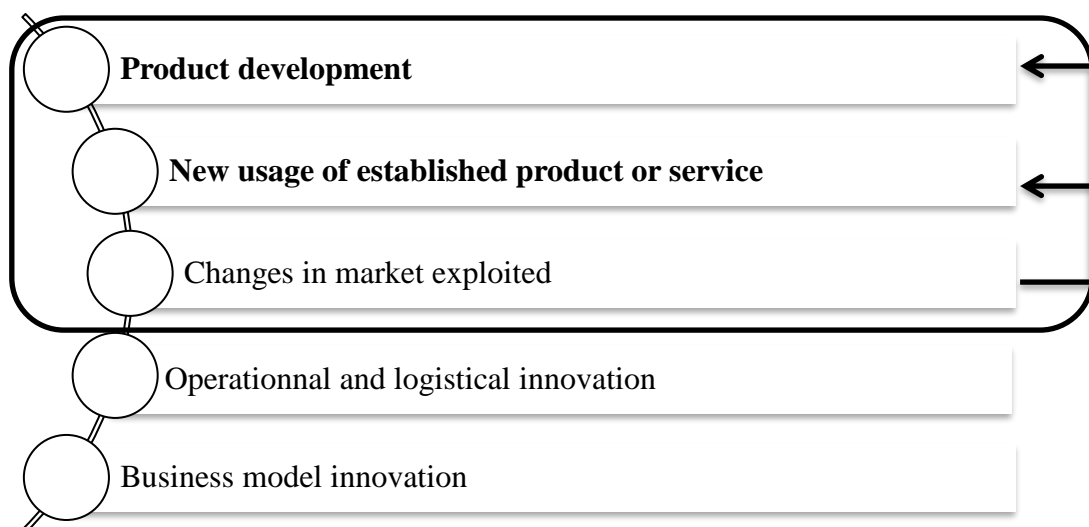 Product development
New usage of established product or service
Changes in market exploited
Operationnal and logistical innovation
Business model innovation